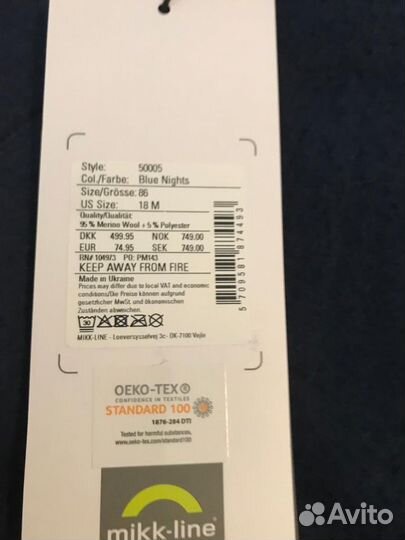 Style: 50005
Col./Farbe: Blue Nights
Size/Grösse: 86
US Size: 18 M
Quality/Qualität:
95 % Merino Wool + 5 % Polyester
DKK 499.95 NOK 749.00
EUR 74.95 SEK 749.00
RN# 104973 PO: PM143
KEEP AWAY FROM FIRE
Made in Ukraine
Prices may differ due to local VAT and economic
conditions/Die Preise können aufgrund
gesetzlicher MwSt. und ökonomischen
Zuständen abweichen.
30
MIKK-LINE - Loeversysselvej 3c- DK-7100 Vejle
5 709581 874493
OEKO-TEX®
CONFIDENCE IN TEXTILES
STANDARD 100
1876-284 DTI
Tested for harmful substances.
www.oeko-tex.com/standard100
mikk-line®
Avito